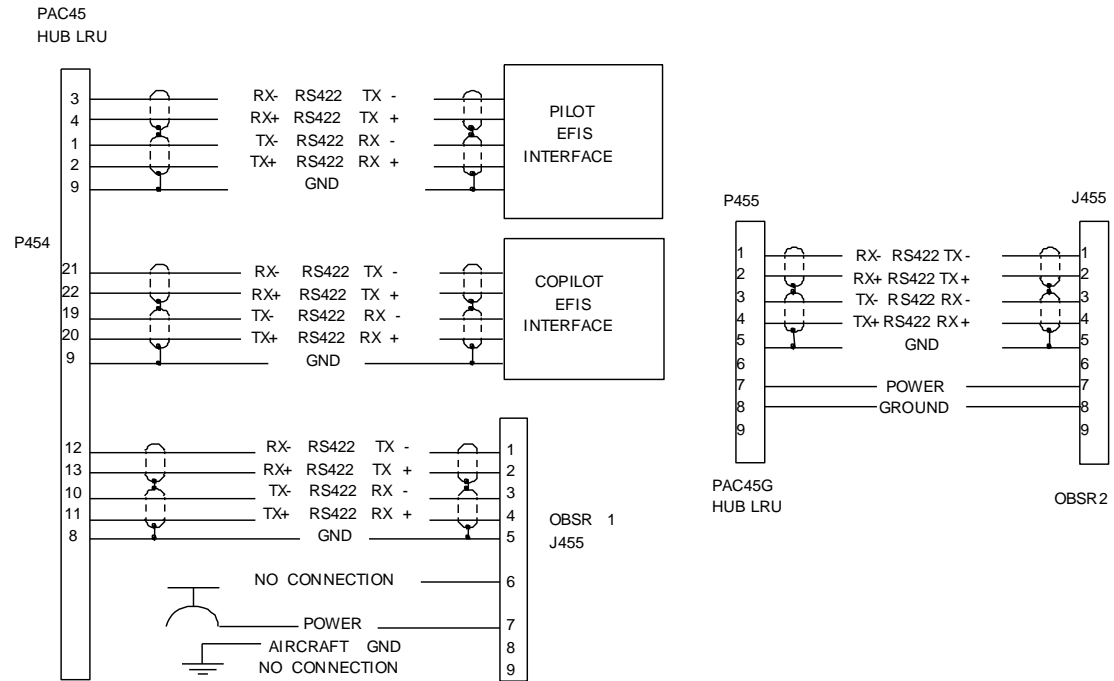 PAC45
HUB LRU
P454
3 RX- RS422 TX -
4 RX+ RS422 TX +
1 TX- RS422 RX -
2 TX+ RS422 RX +
9 GND
PILOT
EFIS
INTERFACE
21 RX- RS422 TX -
22 RX+ RS422 TX +
19 TX- RS422 RX -
20 TX+ RS422 RX +
9 GND
COPILOT
EFIS
INTERFACE
12 RX- RS422 TX - 1
13 RX+ RS422 TX + 2
10 TX- RS422 RX - 3
11 TX+ RS422 RX + 4
8 GND 5
NO CONNECTION 6
POWER 7
AIRCRAFT GND 8
NO CONNECTION 9
OBSR 1
J455
P455 J455
1 RX- RS422 TX - 1
2 RX+ RS422 TX+ 2
3 TX- RS422 RX - 3
4 TX+ RS422 RX+ 4
5 GND 5
6 6
7 POWER 7
8 GROUND 8
9 9
PAC45G
HUB LRU
OBSR2